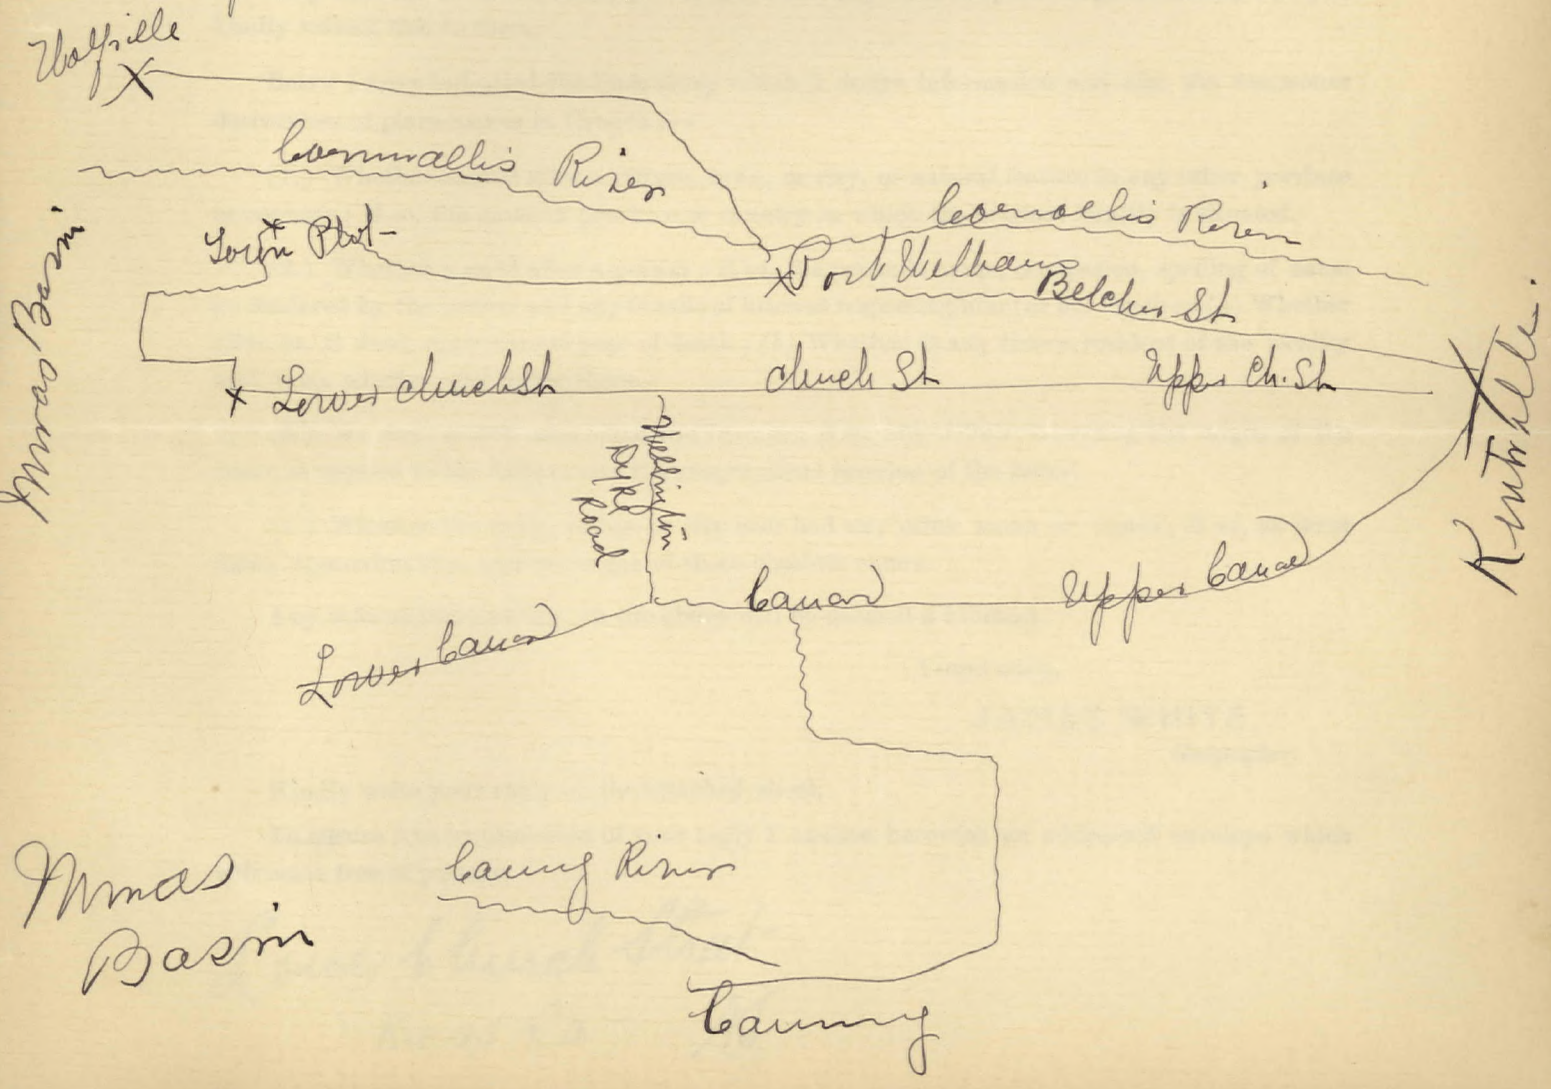 Wolfville
Cornwallis River
Cornwallis River
Town Plot
Port Williams
Belcher St
Minas Basin
Lower Church St
Church St
Upper Ch. St
Kentville.
Wellington
Dyke
Road
Canard
Upper Canard
Lower Canard
Canning River
Minas
Basin
Canning